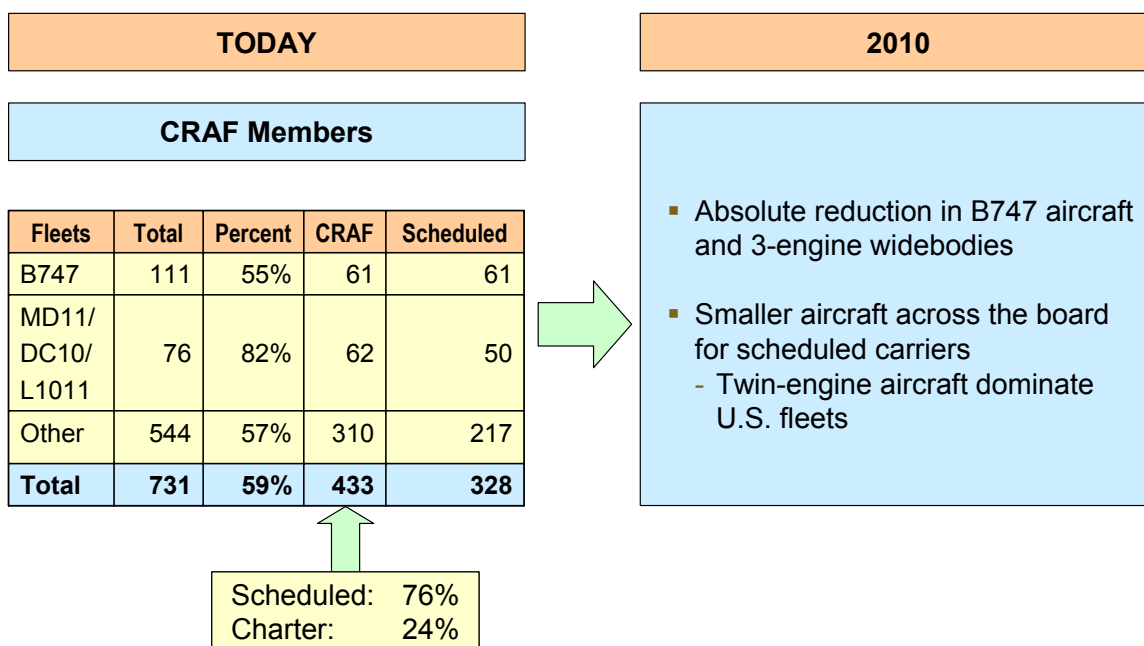 TODAY
CRAF Members
Fleets Total Percent CRAF Scheduled
B747 111 55% 61 61
MD11/
DC10/ 76 82% 62 50
L1011
Other 544 57% 310 217
Total 731 59% 433 328
Scheduled: 76%
Charter: 24%
2010
▪ Absolute reduction in B747 aircraft
and 3-engine widebodies
▪ Smaller aircraft across the board
for scheduled carriers
- Twin-engine aircraft dominate
U.S. fleets